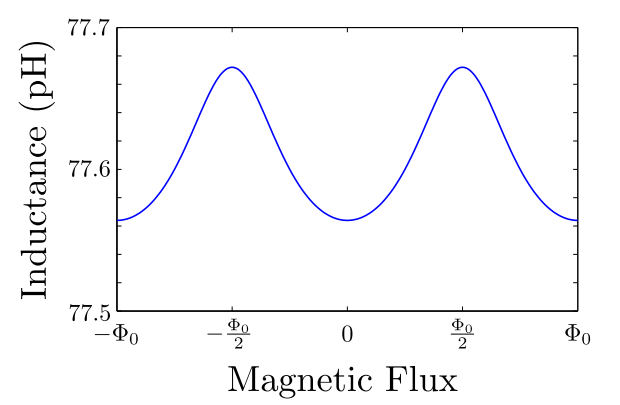 77.7
77.6
77.5
Inductance (pH)
−Φ₀
−Φ₀/2
0
Φ₀/2
Φ₀
Magnetic Flux